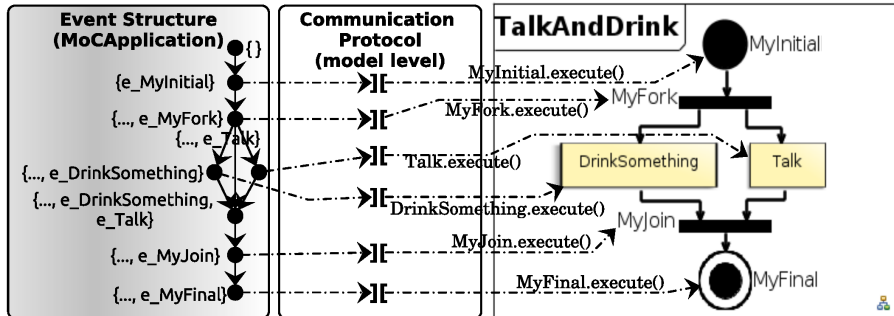 Event Structure
(MoCApplication)
{}
{e_MyInitial}
{..., e_MyFork}
{..., e_Talk}
{..., e_DrinkSomething}
{..., e_DrinkSomething,
e_Talk}
{..., e_MyJoin}
{..., e_MyFinal}
Communication
Protocol
(model level)
MyInitial.execute()
MyFork.execute()
Talk.execute()
DrinkSomething.execute()
MyJoin.execute()
MyFinal.execute()
TalkAndDrink
MyInitial
MyFork
DrinkSomething
Talk
MyJoin
MyFinal